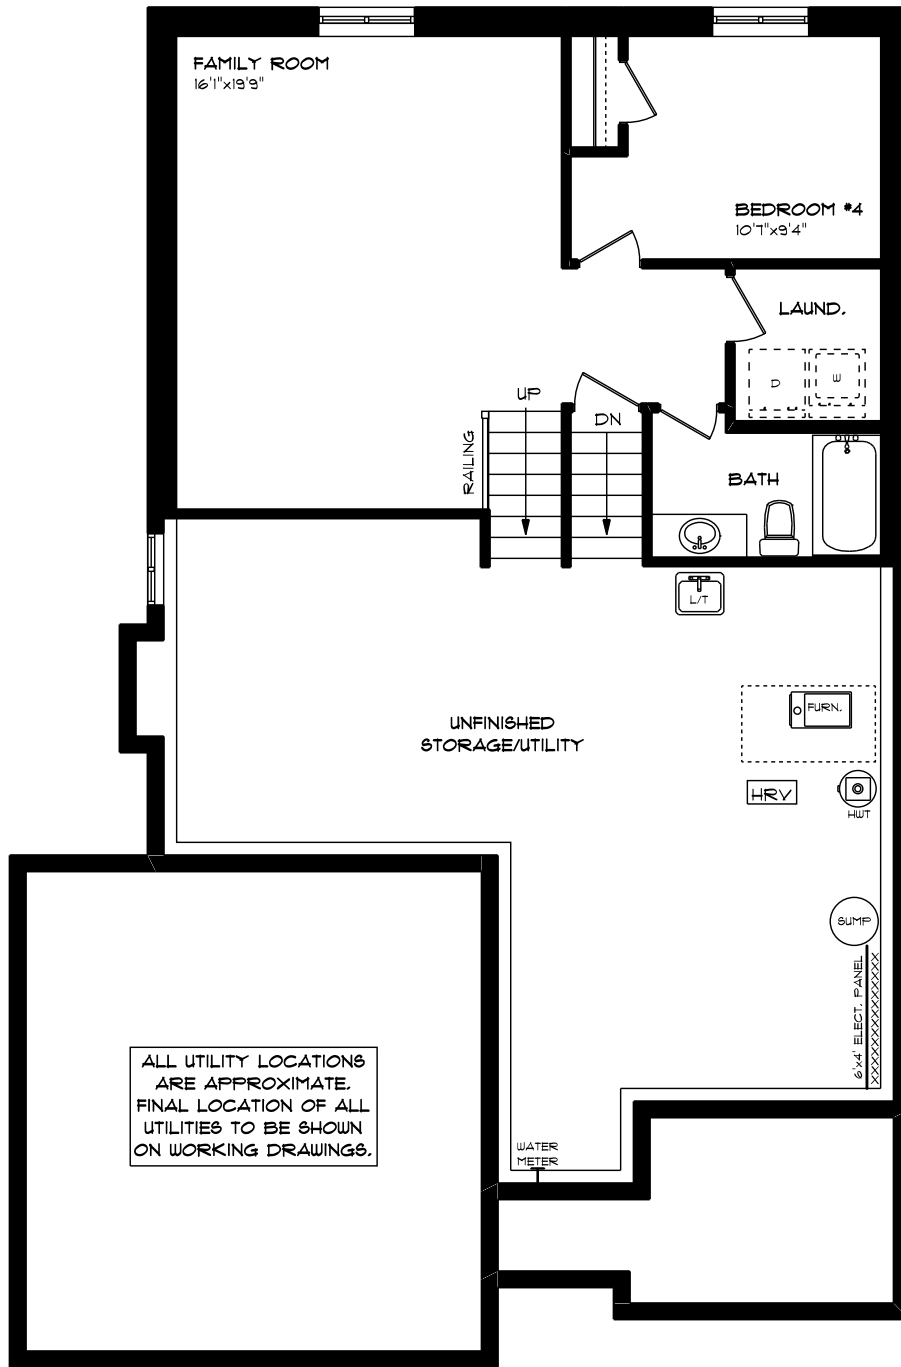 FAMILY ROOM
16'1"x19'9"
BEDROOM #4
10'7"x9'4"
LAUND.
D
W
UP
DN
RAILING
BATH
L/T
UNFINISHED
STORAGE/UTILITY
FURN.
HRV
HWT
SUMP
6'x4' ELECT. PANEL
ALL UTILITY LOCATIONS
ARE APPROXIMATE.
FINAL LOCATION OF ALL
UTILITIES TO BE SHOWN
ON WORKING DRAWINGS.
WATER
METER